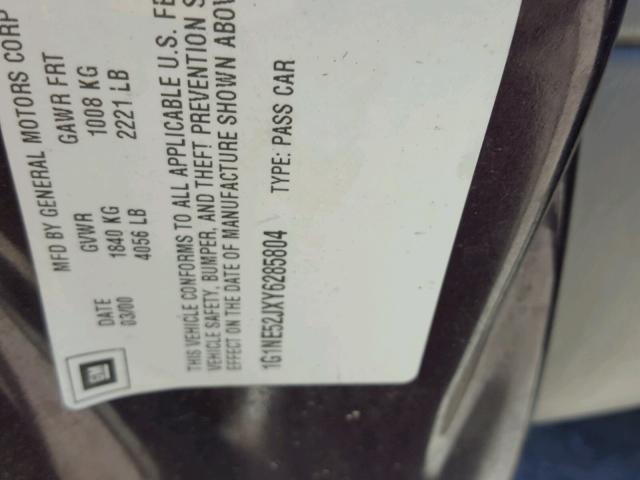 MFD BY GENERAL MOTORS CORP
DATE GVWR GAWR FRT
03/00 1840 KG 1008 KG
4056 LB 2221 LB
THIS VEHICLE CONFORMS TO ALL APPLICABLE U.S. FE
VEHICLE SAFETY, BUMPER, AND THEFT PREVENTION S
EFFECT ON THE DATE OF MANUFACTURE SHOWN ABOV
1G1NE52JXY6285804 TYPE: PASS CAR
GM